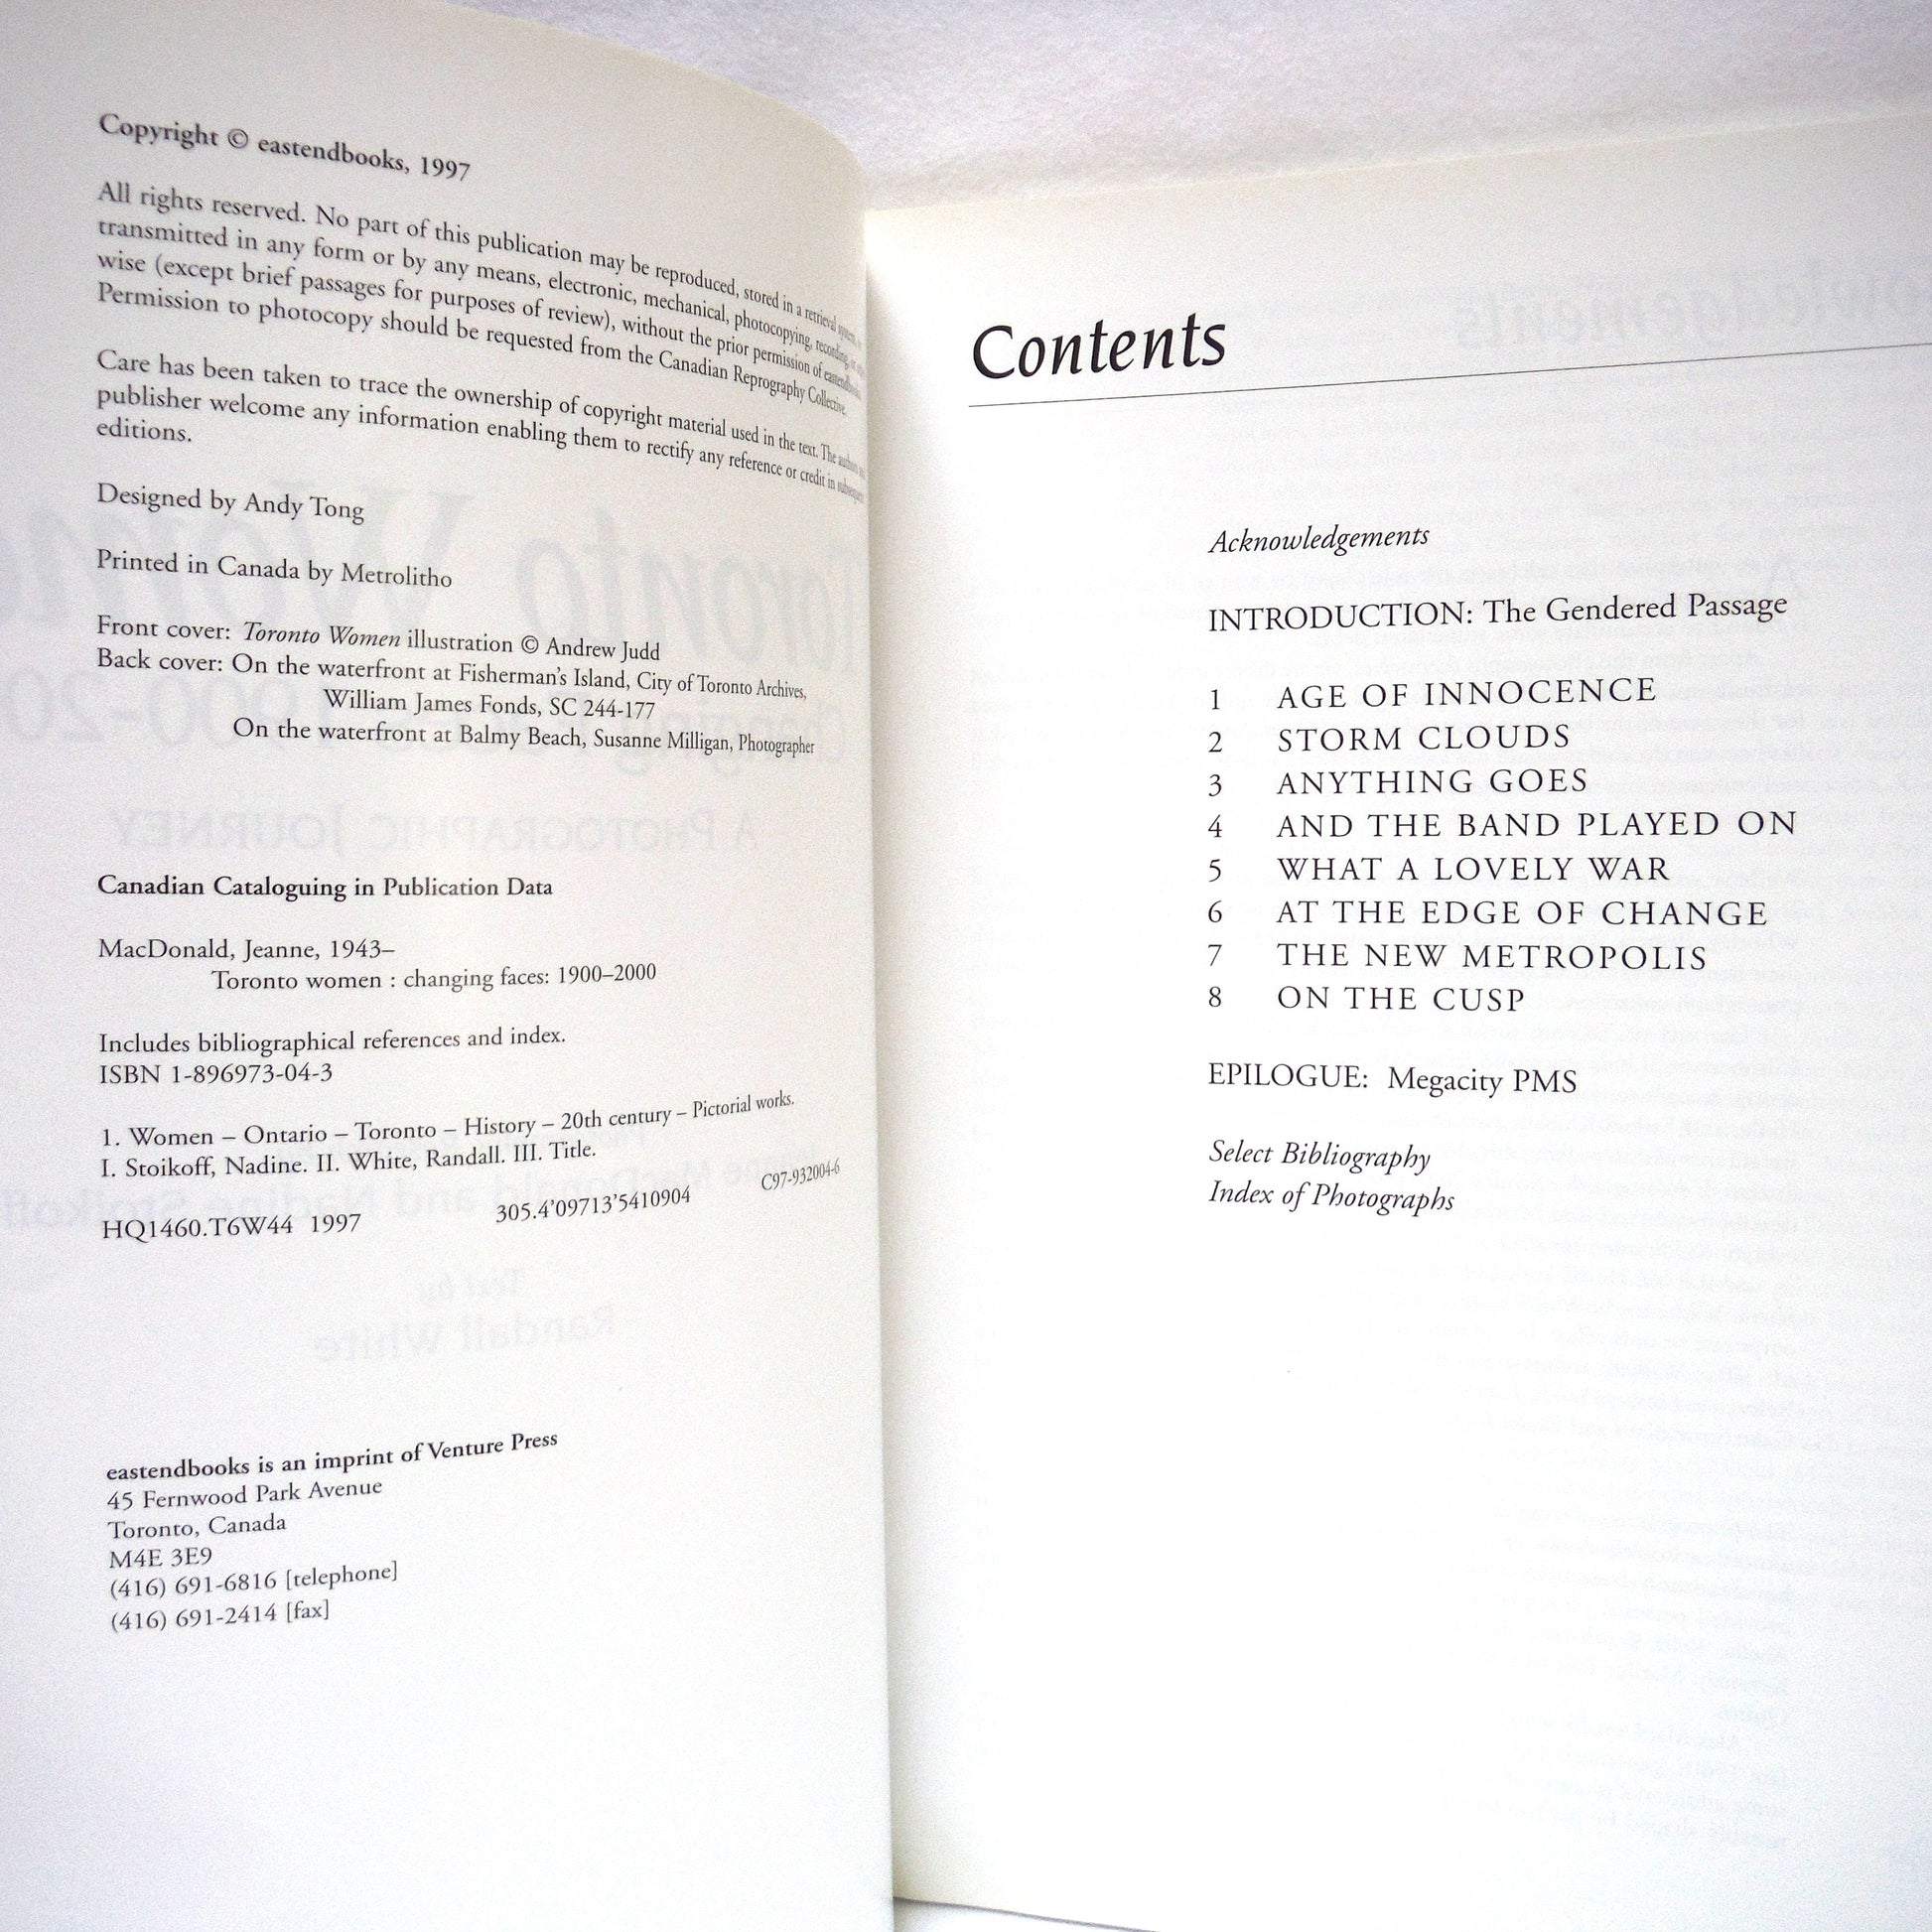 Copyright © eastendbooks, 1997
All rights reserved. No part of this publication may be reproduced, stored in a retrieval system,
transmitted in any form or by any means, electronic, mechanical, photocopying, recording, or
wise (except brief passages for purposes of review), without the prior permission of eastendbooks.
Permission to photocopy should be requested from the Canadian Reprography Collective.
Care has been taken to trace the ownership of copyright material used in the text. The authors
publisher welcome any information enabling them to rectify any reference or credit in subsequent
editions.
Designed by Andy Tong
Printed in Canada by Metrolitho
Front cover: Toronto Women illustration © Andrew Judd
Back cover: On the waterfront at Fisherman's Island, City of Toronto Archives,
William James Fonds, SC 244-177
On the waterfront at Balmy Beach, Susanne Milligan, Photographer
Canadian Cataloguing in Publication Data
MacDonald, Jeanne, 1943–
Toronto women : changing faces: 1900–2000
Includes bibliographical references and index.
ISBN 1-896973-04-3
1. Women – Ontario – Toronto – History – 20th century – Pictorial works.
I. Stoikoff, Nadine. II. White, Randall. III. Title.
HQ1460.T6W44 1997 305.4'09713'5410904 C97-932004-6
eastendbooks is an imprint of Venture Press
45 Fernwood Park Avenue
Toronto, Canada
M4E 3E9
(416) 691-6816 [telephone]
(416) 691-2414 [fax]
Contents
Acknowledgements
INTRODUCTION: The Gendered Passage
1 AGE OF INNOCENCE
2 STORM CLOUDS
3 ANYTHING GOES
4 AND THE BAND PLAYED ON
5 WHAT A LOVELY WAR
6 AT THE EDGE OF CHANGE
7 THE NEW METROPOLIS
8 ON THE CUSP
EPILOGUE: Megacity PMS
Select Bibliography
Index of Photographs